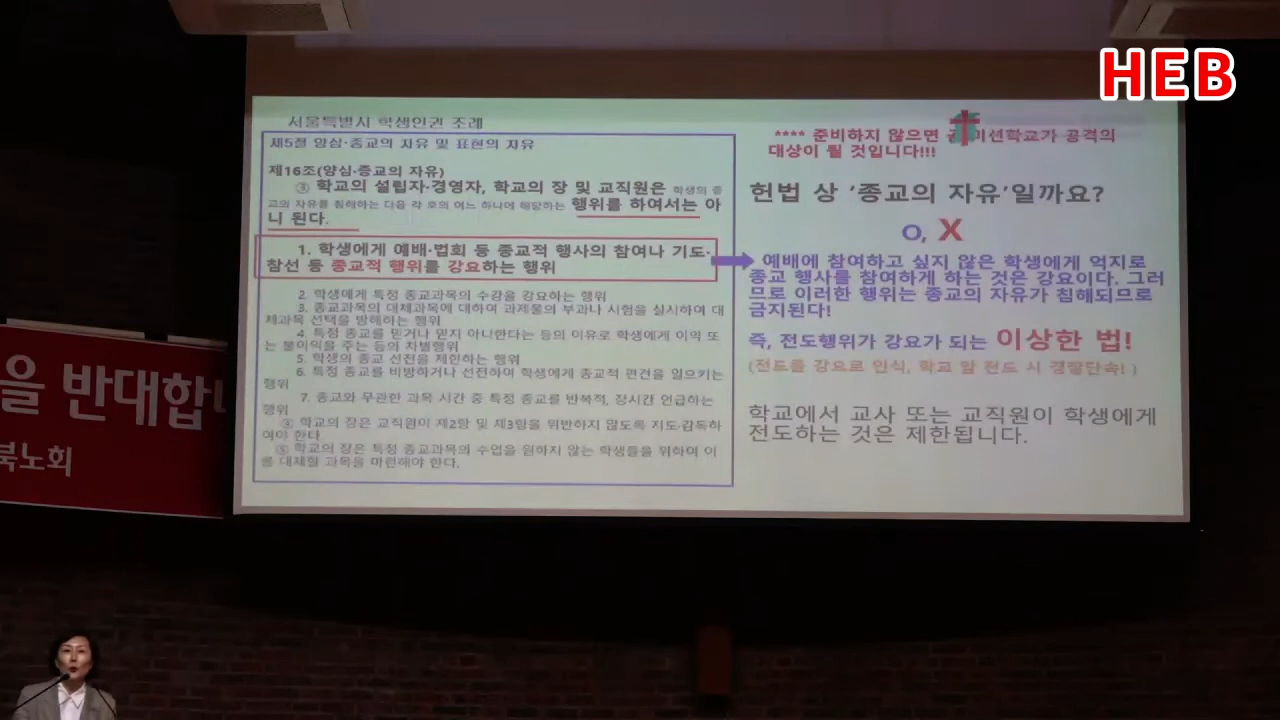 HEB
서울특별시 학생인권 조례
제5절 양심·종교의 자유 및 표현의 자유
제16조(양심·종교의 자유)
③ 학교의 설립자·경영자, 학교의 장 및 교직원은 학생의 종
교의 자유를 침해하는 다음 각 호의 어느 하나에 해당하는 행위를 하여서는 아
니 된다.
1. 학생에게 예배·법회 등 종교적 행사의 참여나 기도·
참선 등 종교적 행위를 강요하는 행위
2. 학생에게 특정 종교과목의 수강을 강요하는 행위
3. 종교과목의 대체과목에 대하여 과제물의 부과나 시험을 실시하여 대
체과목 선택을 방해하는 행위
4. 특정 종교를 믿거나 믿지 아니한다는 등의 이유로 학생에게 이익 또
는 불이익을 주는 등의 차별행위
5. 학생의 종교 선전을 제한하는 행위
6. 특정 종교를 비방하거나 선전하여 학생에게 종교적 편견을 일으키는
행위
7. 종교와 무관한 과목 시간 중 특정 종교를 반복적, 장시간 언급하는
행위
④ 학교의 장은 교직원이 제2항 및 제3항을 위반하지 않도록 지도·감독하
여야 한다.
⑤ 학교의 장은 특정 종교과목의 수업을 원하지 않는 학생들을 위하여 이
를 대체할 과목을 마련해야 한다.
**** 준비하지 않으면 공격의
대상이 될 것입니다!!!
헌법 상 ‘종교의 자유’일까요?
O, X
예배에 참여하고 싶지 않은 학생에게 억지로
종교 행사를 참여하게 하는 것은 강요이다. 그러
므로 이러한 행위는 종교의 자유가 침해되므로
금지된다!
즉, 전도행위가 강요가 되는 이상한 법!
(전도를 강요로 인식, 학교 앞 전도 시 경찰단속! )
학교에서 교사 또는 교직원이 학생에게
전도하는 것은 제한됩니다.
을 반대합니
북노회